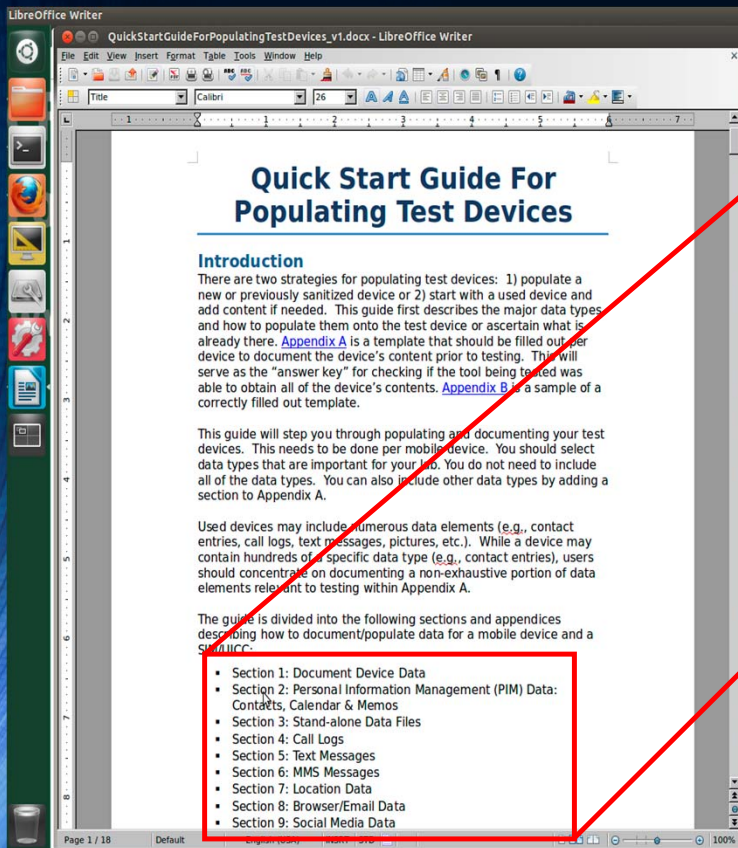 LibreOffice Writer
QuickStartGuideForPopulatingTestDevices_v1.docx - LibreOffice Writer
File Edit View Insert Format Table Tools Window Help
Title Calibri 26
1 1 2 3 4 5 6 7
Quick Start Guide For
Populating Test Devices
Introduction
There are two strategies for populating test devices: 1) populate a
new or previously sanitized device or 2) start with a used device and
add content if needed. This guide first describes the major data types
and how to populate them onto the test device or ascertain what is
already there. Appendix A is a template that should be filled out per
device to document the device's content prior to testing. This will
serve as the “answer key” for checking if the tool being tested was
able to obtain all of the device's contents. Appendix B is a sample of a
correctly filled out template.
This guide will step you through populating and documenting your test
devices. This needs to be done per mobile device. You should select
data types that are important for your lab. You do not need to include
all of the data types. You can also include other data types by adding a
section to Appendix A.
Used devices may include numerous data elements (e.g., contact
entries, call logs, text messages, pictures, etc.). While a device may
contain hundreds of a specific data type (e.g., contact entries), users
should concentrate on documenting a non-exhaustive portion of data
elements relevant to testing within Appendix A.
The guide is divided into the following sections and appendices
describing how to document/populate data for a mobile device and a
SIM/UICC:
▪ Section 1: Document Device Data
▪ Section 2: Personal Information Management (PIM) Data:
Contacts, Calendar & Memos
▪ Section 3: Stand-alone Data Files
▪ Section 4: Call Logs
▪ Section 5: Text Messages
▪ Section 6: MMS Messages
▪ Section 7: Location Data
▪ Section 8: Browser/Email Data
▪ Section 9: Social Media Data
Page 1 / 18 Default English (USA) INSRT STD 100%